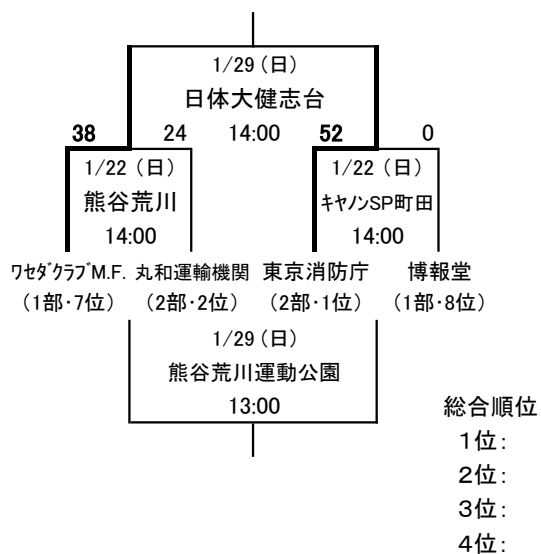 1/29（日）
日体大健志台
38 24 14:00 52 0
1/22（日） 1/22（日）
熊谷荒川 ｷﾔﾉﾝSP町田
14:00 14:00
ﾜｾﾀﾞｸﾗﾌﾞM.F. 丸和運輸機関 東京消防庁 博報堂
（1部･7位） （2部･2位） （2部･1位） （1部･8位）
1/29（日）
熊谷荒川運動公園
13:00
総合順位
１位：
２位：
３位：
４位：